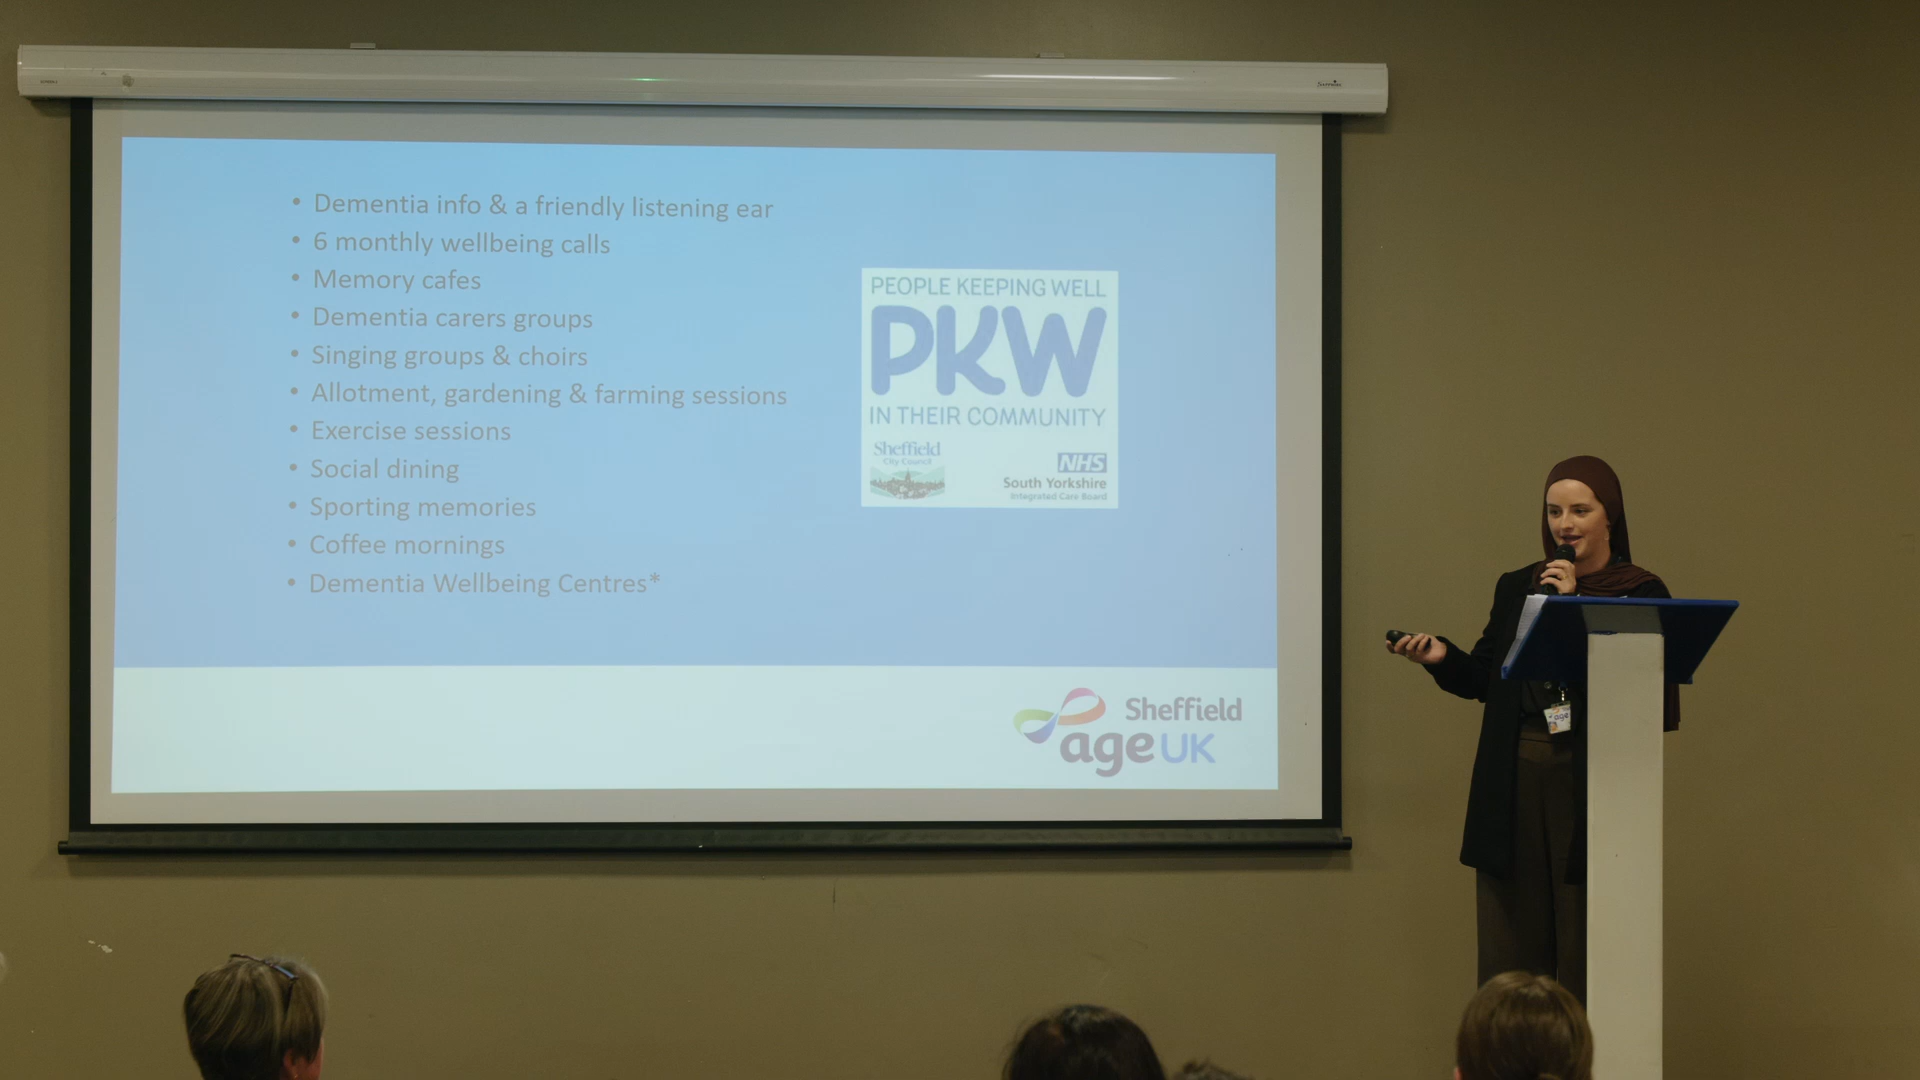 • Dementia info & a friendly listening ear
• 6 monthly wellbeing calls
• Memory cafes
• Dementia carers groups
• Singing groups & choirs
• Allotment, gardening & farming sessions
• Exercise sessions
• Social dining
• Sporting memories
• Coffee mornings
• Dementia Wellbeing Centres*
PEOPLE KEEPING WELL
PKW
IN THEIR COMMUNITY
Sheffield
City Council
NHS
South Yorkshire
Integrated Care Board
Sheffield
age UK
age